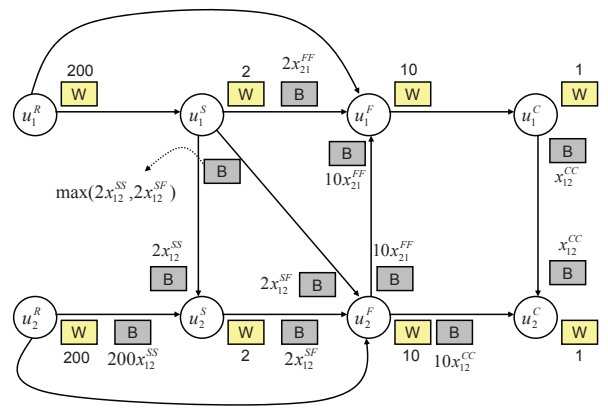 200 2 2x_{21}^{FF} 10 1
W W B W W
u_1^R u_1^S u_1^F u_1^C
B B B
10x_{21}^{FF} x_{12}^{CC}
max(2x_{12}^{SS},2x_{12}^{SF})
2x_{12}^{SS} 10x_{21}^{FF} x_{12}^{CC}
B 2x_{12}^{SF} B B B
u_2^R u_2^S u_2^F u_2^C
W B W B W B W
200 200x_{12}^{SS} 2 2x_{12}^{SF} 10 10x_{12}^{CC} 1